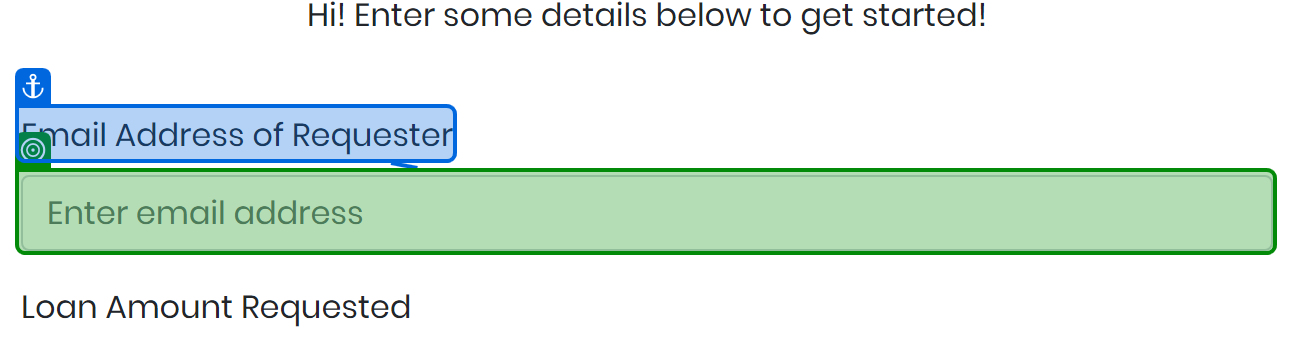 Hi! Enter some details below to get started!
Email Address of Requester
Enter email address
Loan Amount Requested